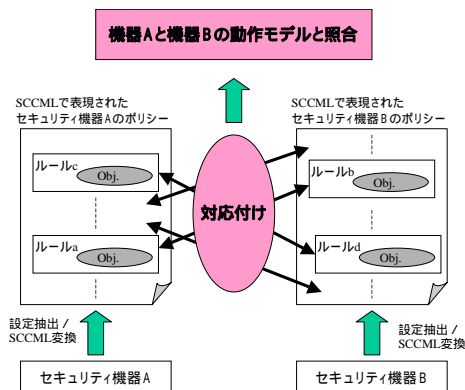 機器Aと機器Bの動作モデルと照合
SCCMLで表現された
セキュリティ機器Aのポリシー
SCCMLで表現された
セキュリティ機器Bのポリシー
ルールc
Obj.
ルールb
Obj.
対応付け
ルールa
Obj.
ルールd
Obj.
設定抽出 /
SCCML変換
設定抽出 /
SCCML変換
セキュリティ機器A
セキュリティ機器B